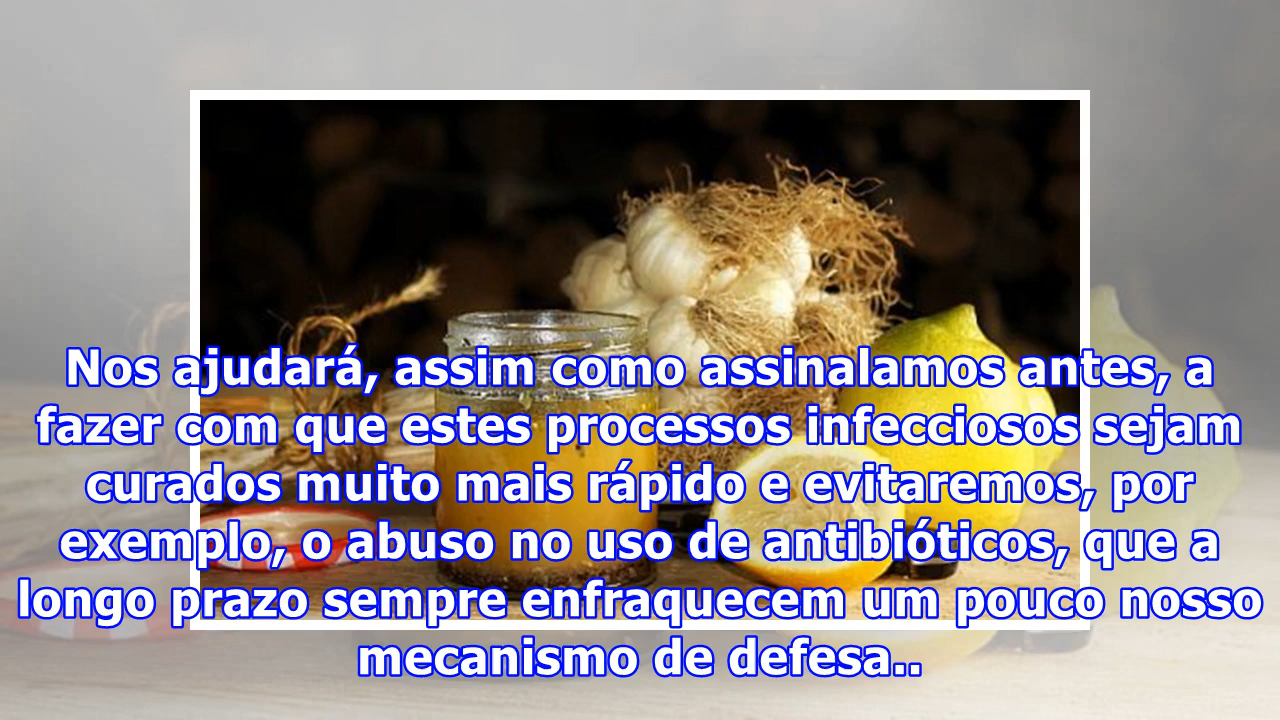 Nos ajudará, assim como assinalamos antes, a
fazer com que estes processos infecciosos sejam
curados muito mais rápido e evitaremos, por
exemplo, o abuso no uso de antibióticos, que a
longo prazo sempre enfraquecem um pouco nosso
mecanismo de defesa..